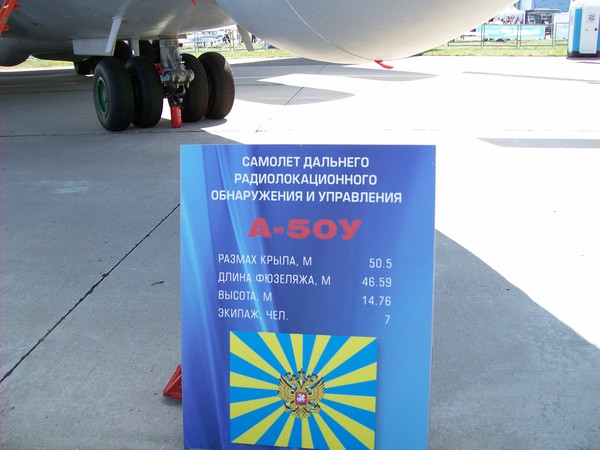 САМОЛЕТ ДАЛЬНЕГО
РАДИОЛОКАЦИОННОГО
ОБНАРУЖЕНИЯ И УПРАВЛЕНИЯ
А-50У
РАЗМАХ КРЫЛА, М 50.5
ДЛИНА ФЮЗЕЛЯЖА, М 46.59
ВЫСОТА, М 14.76
ЭКИПАЖ, ЧЕЛ. 7